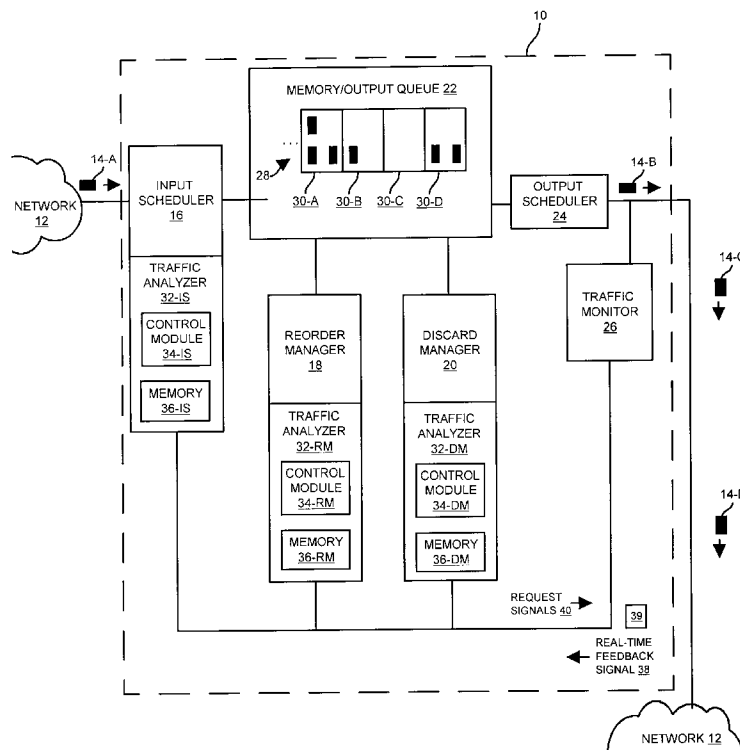 10
MEMORY/OUTPUT QUEUE 22
14-A
28
30-A 30-B 30-C 30-D
NETWORK
12
INPUT
SCHEDULER
16
OUTPUT
SCHEDULER
24
14-B
14-C
TRAFFIC
ANALYZER
32-IS
CONTROL
MODULE
34-IS
MEMORY
36-IS
REORDER
MANAGER
18
DISCARD
MANAGER
20
TRAFFIC
MONITOR
26
TRAFFIC
ANALYZER
32-RM
CONTROL
MODULE
34-RM
MEMORY
36-RM
TRAFFIC
ANALYZER
32-DM
CONTROL
MODULE
34-DM
MEMORY
36-DM
REQUEST
SIGNALS 40
39
REAL-TIME
FEEDBACK
SIGNAL 38
NETWORK 12